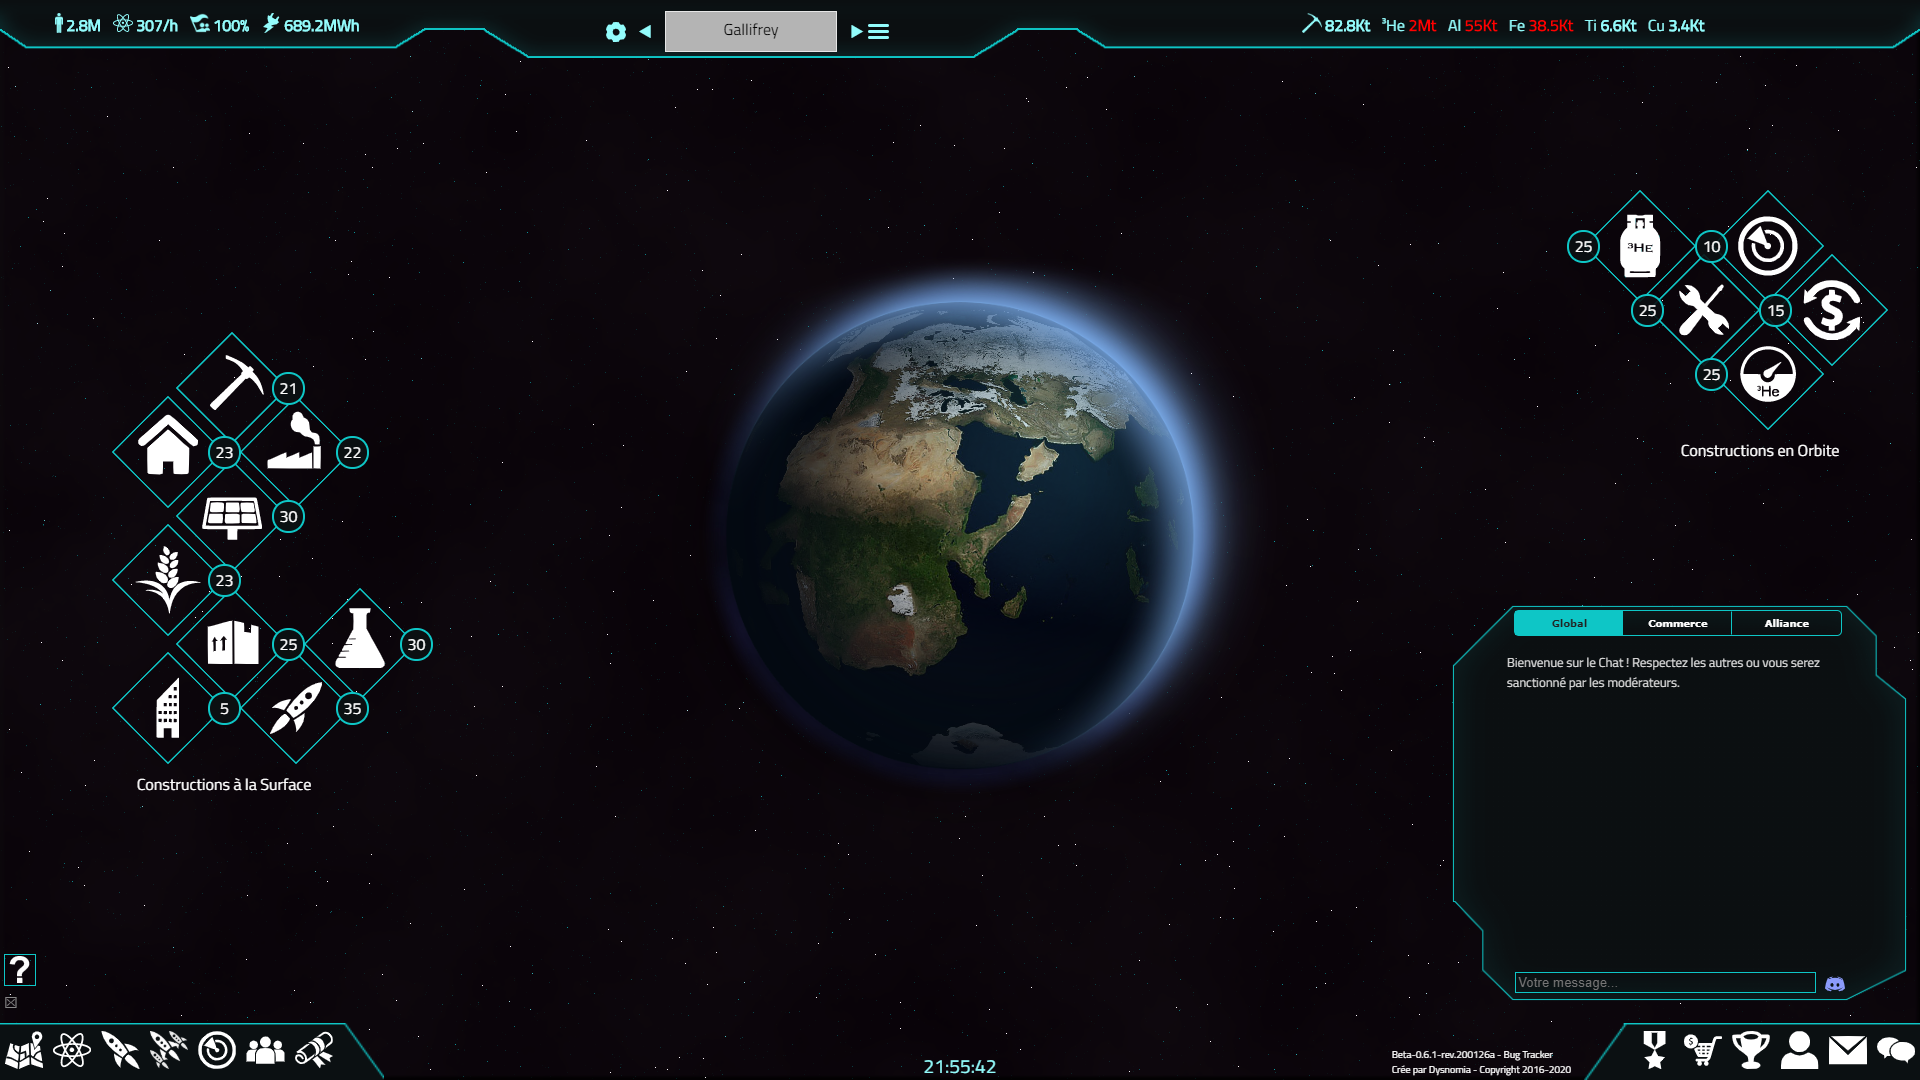 2.8M 307/h 100% 689.2MWh
Gallifrey
82.8Kt ³He 2Mt Al 55Kt Fe 38.5Kt Ti 6.6Kt Cu 3.4Kt
25 ³HE 10
25 15
25 ³He
Constructions en Orbite
21
23 22
30
23
25 30
5 35
Constructions à la Surface
Global Commerce Alliance
Bienvenue sur le Chat ! Respectez les autres ou vous serez
sanctionné par les modérateurs.
Votre message...
?
21:55:42
Beta-0.6.1-rev.200126a - Bug Tracker
Crée par Dysnomia - Copyright 2016-2020